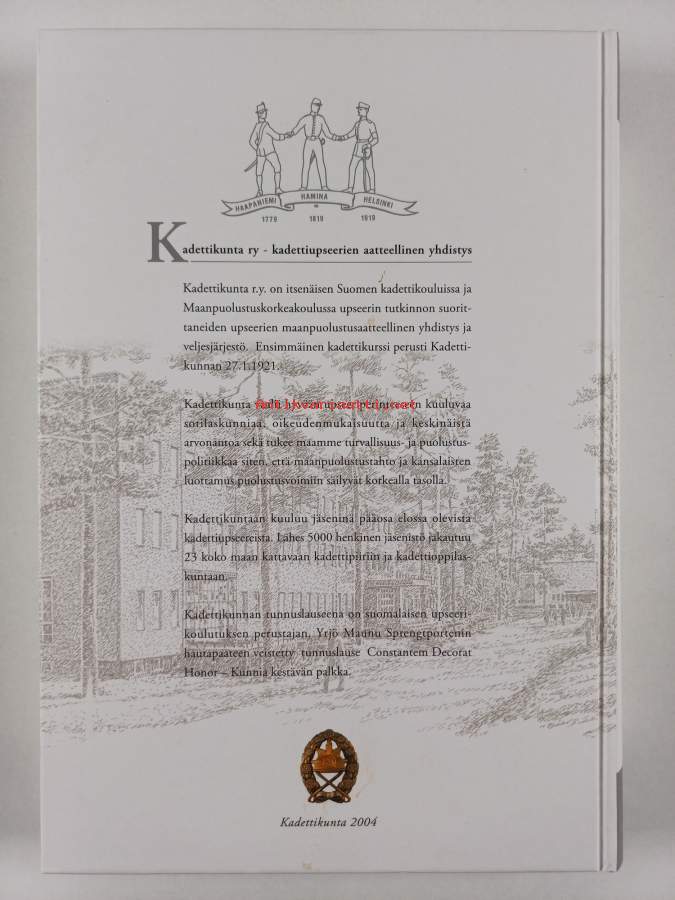 HAAPANIEMI HAMINA HELSINKI
1779 1819 1919
Kadettikunta ry - kadettiupseerien aatteellinen yhdistys
Kadettikunta r.y. on itsenäisen Suomen kadettikouluissa ja
Maanpuolustuskorkeakoulussa upseerin tutkinnon suorit-
taneiden upseerien maanpuolustusaatteellinen yhdistys ja
veljesjärjestö. Ensimmäinen kadettikurssi perusti Kadetti-
kunnan 27.1.1921.
Kadettikunta kuuluvaa
sotilaskunniaa, oikeudenmukaisuutta ja keskinäistä
arvonantoa sekä tukee maamme turvallisuus- ja puolustus-
politiikkaa siten, että maanpuolustustahto ja kansalaisten
luottamus puolustusvoimiin säilyvät korkealla tasolla.
Kadettikuntaan kuuluu jäseninä pääosa elossa olevista
kadettiupseereista. Lähes 5000 henkinen jäsenistö jakautuu
23 koko maan kattavaan kadettipiiriin ja kadettioppilas-
kuntaan.
Kadettikunnan tunnuslauseena on suomalaisen upseeri-
koulutuksen perustajan, Yrjö Maunu Sprengtportenin
hautapaateen veistetty tunnuslause Constantem Decorat
Honor – Kunnia kestävän palkka.
Kadettikunta 2004